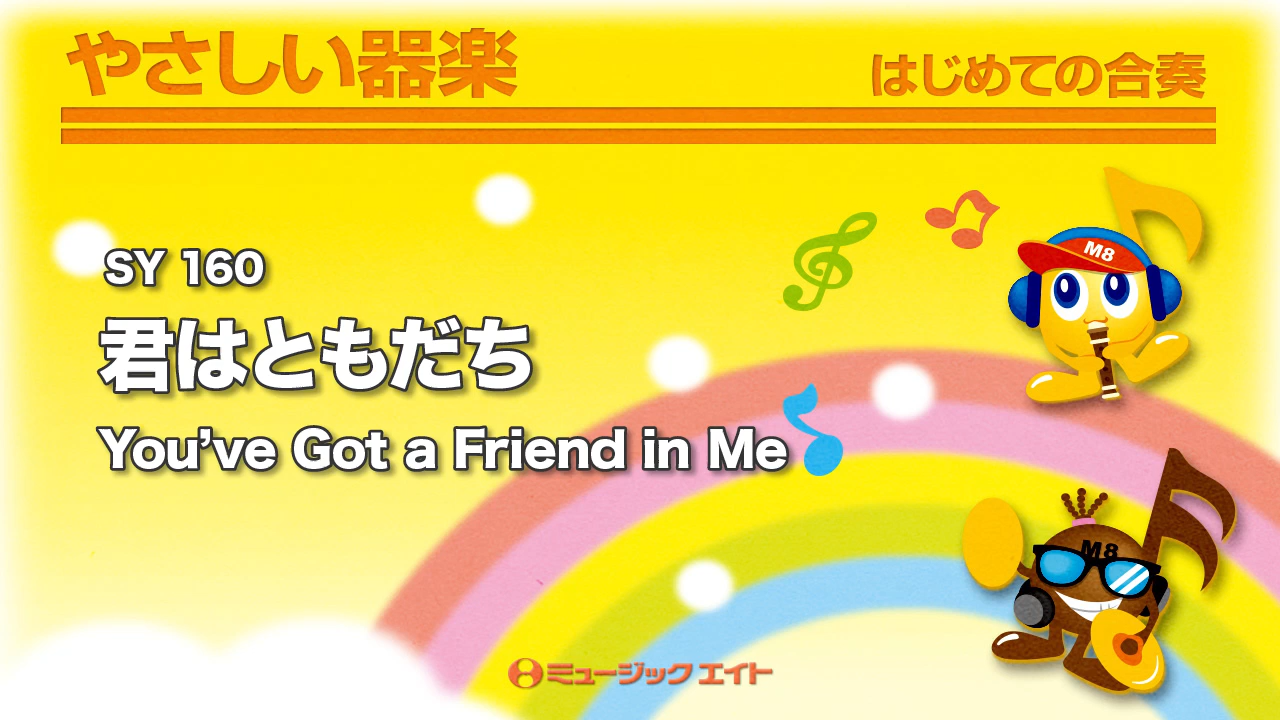 やさしい器楽
はじめての合奏
SY 160
君はともだち
You’ve Got a Friend in Me
M8
M8
ミュージックエイト